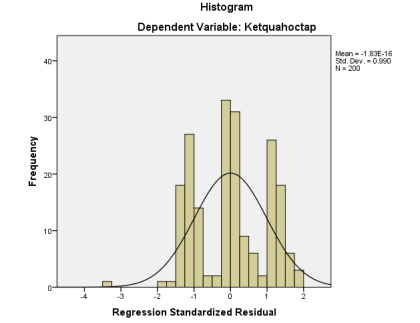 Histogram
Dependent Variable: Ketquahoctap
Mean = -1.83E-16
Std. Dev. = 0.990
N = 200
Frequency
40
30
20
10
0
-4 -3 -2 -1 0 1 2
Regression Standardized Residual